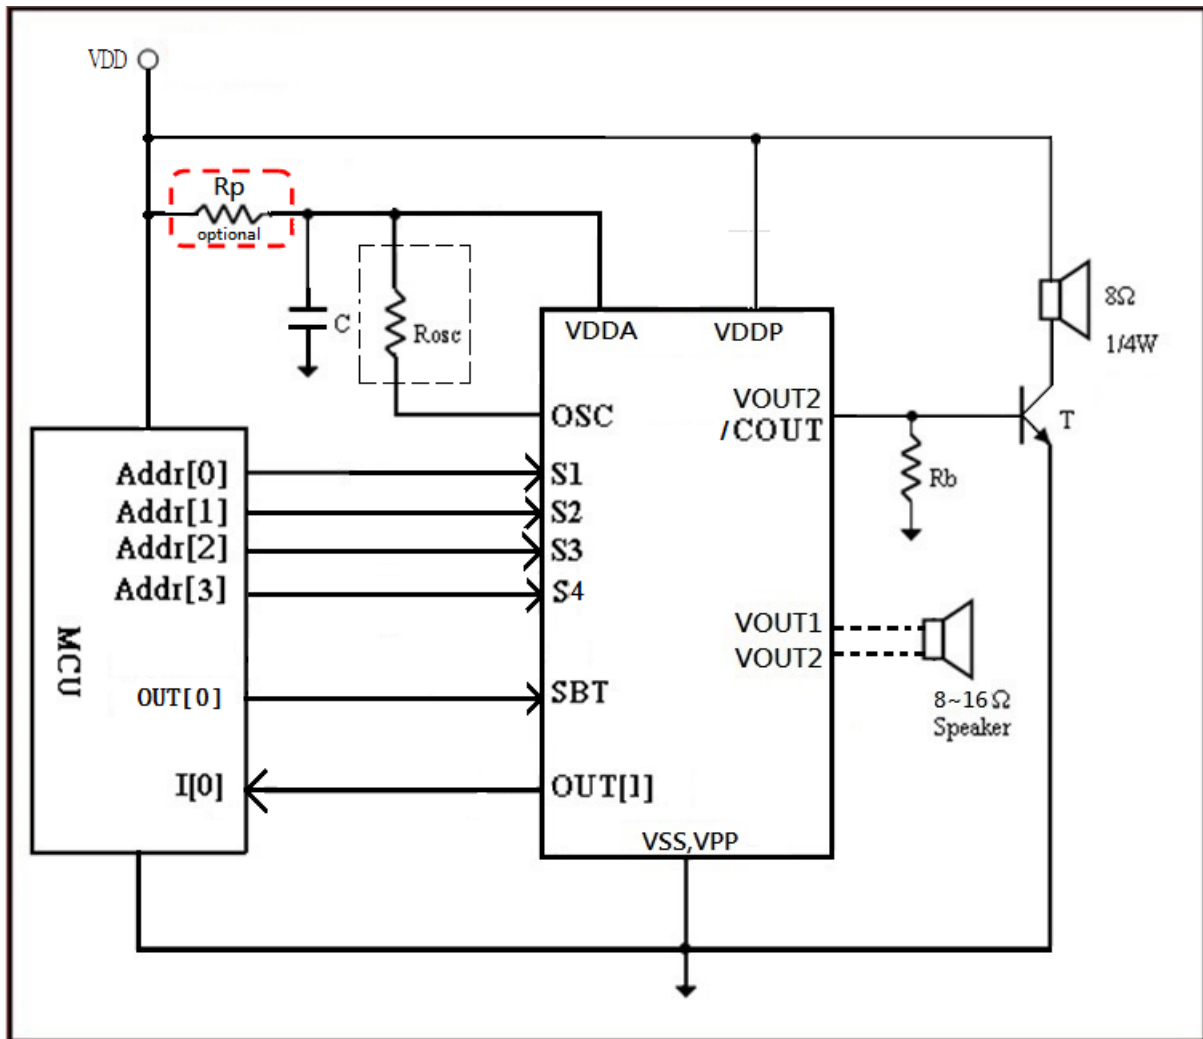 VDD
Rp
optional
C
Rosc
VDDA
VDDP
8Ω
1/4W
OSC
VOUT2
/COUT
T
Rb
MCU
Addr[0]
Addr[1]
Addr[2]
Addr[3]
OUT[0]
I[0]
S1
S2
S3
S4
SBT
OUT[1]
VOUT1
VOUT2
8~16Ω
Speaker
VSS,VPP